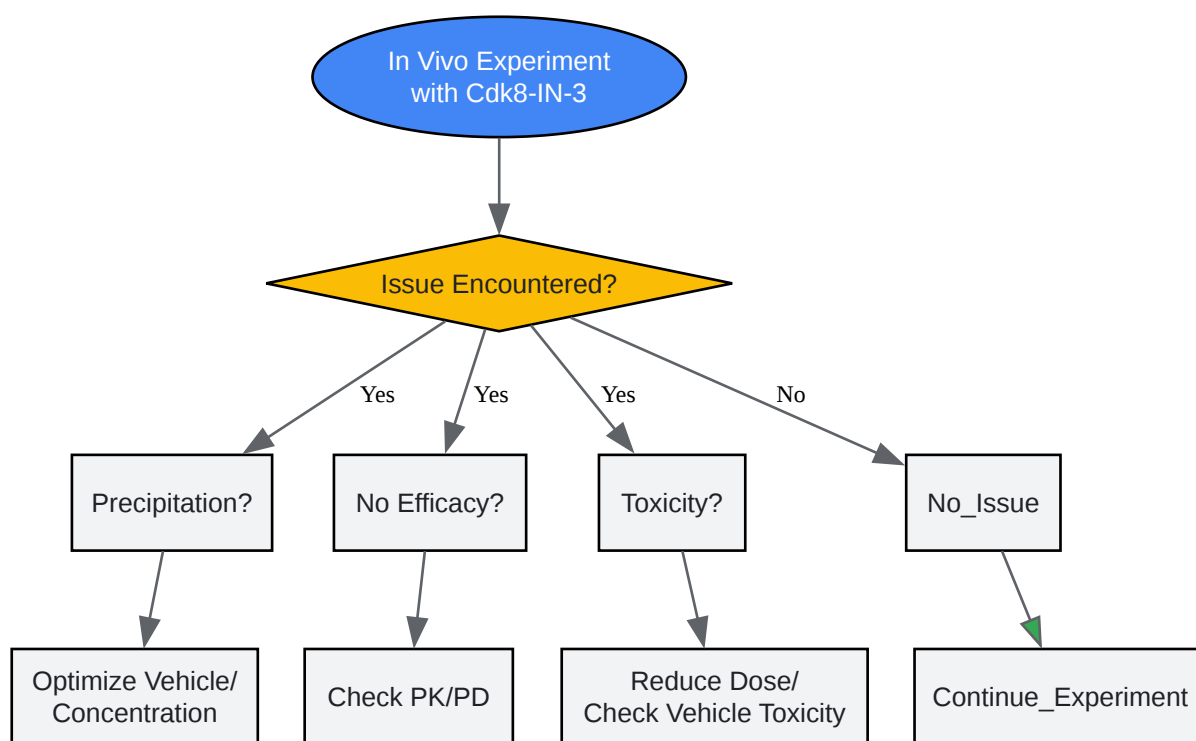 In Vivo Experiment
with Cdk8-IN-3
Issue Encountered?
Yes
Yes
Yes
No
Precipitation?
No Efficacy?
Toxicity?
No_Issue
Optimize Vehicle/
Concentration
Check PK/PD
Reduce Dose/
Check Vehicle Toxicity
Continue_Experiment